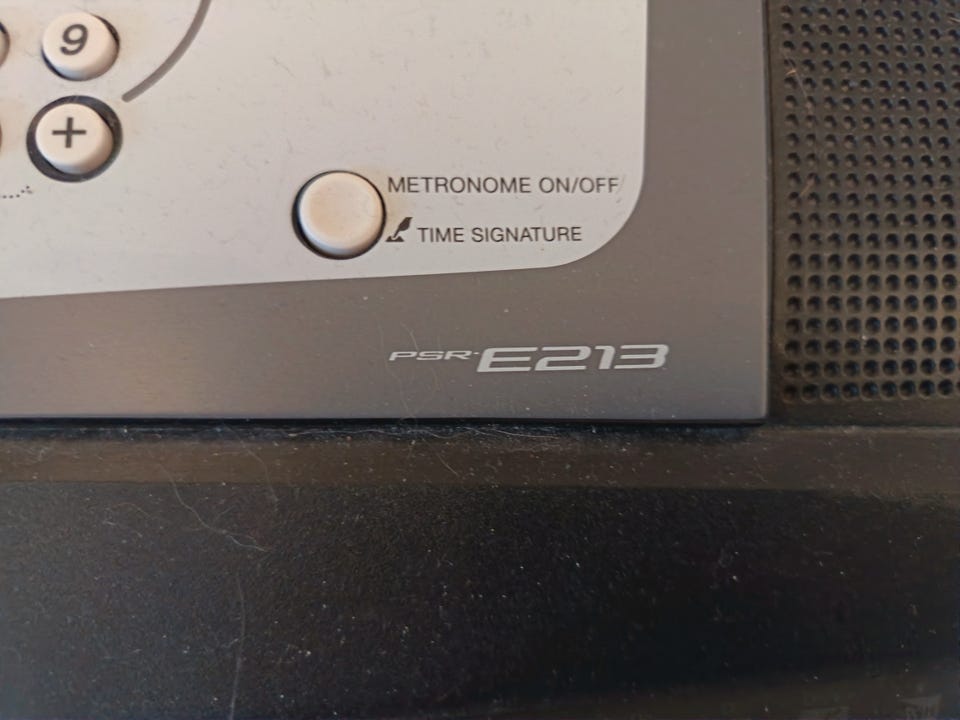 9
+
METRONOME ON/OFF
TIME SIGNATURE
PSR-E213